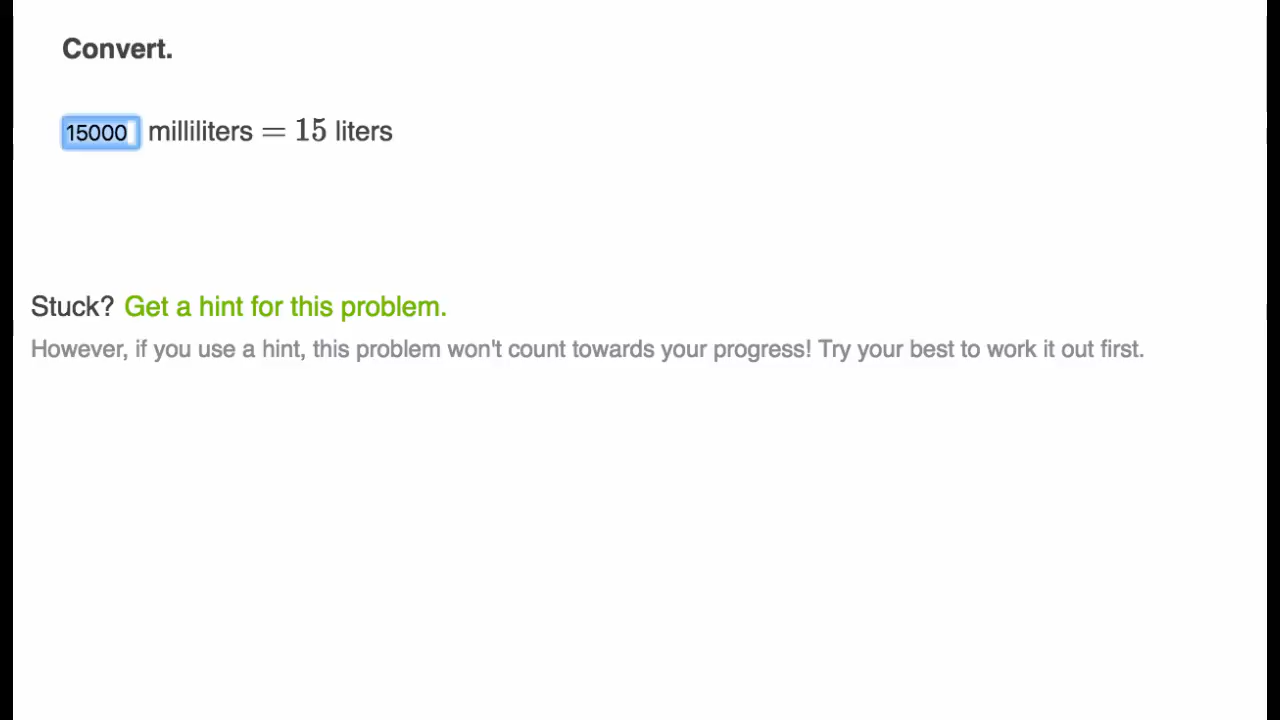 Convert.
15000 milliliters = 15 liters
Stuck? Get a hint for this problem.
However, if you use a hint, this problem won't count towards your progress! Try your best to work it out first.